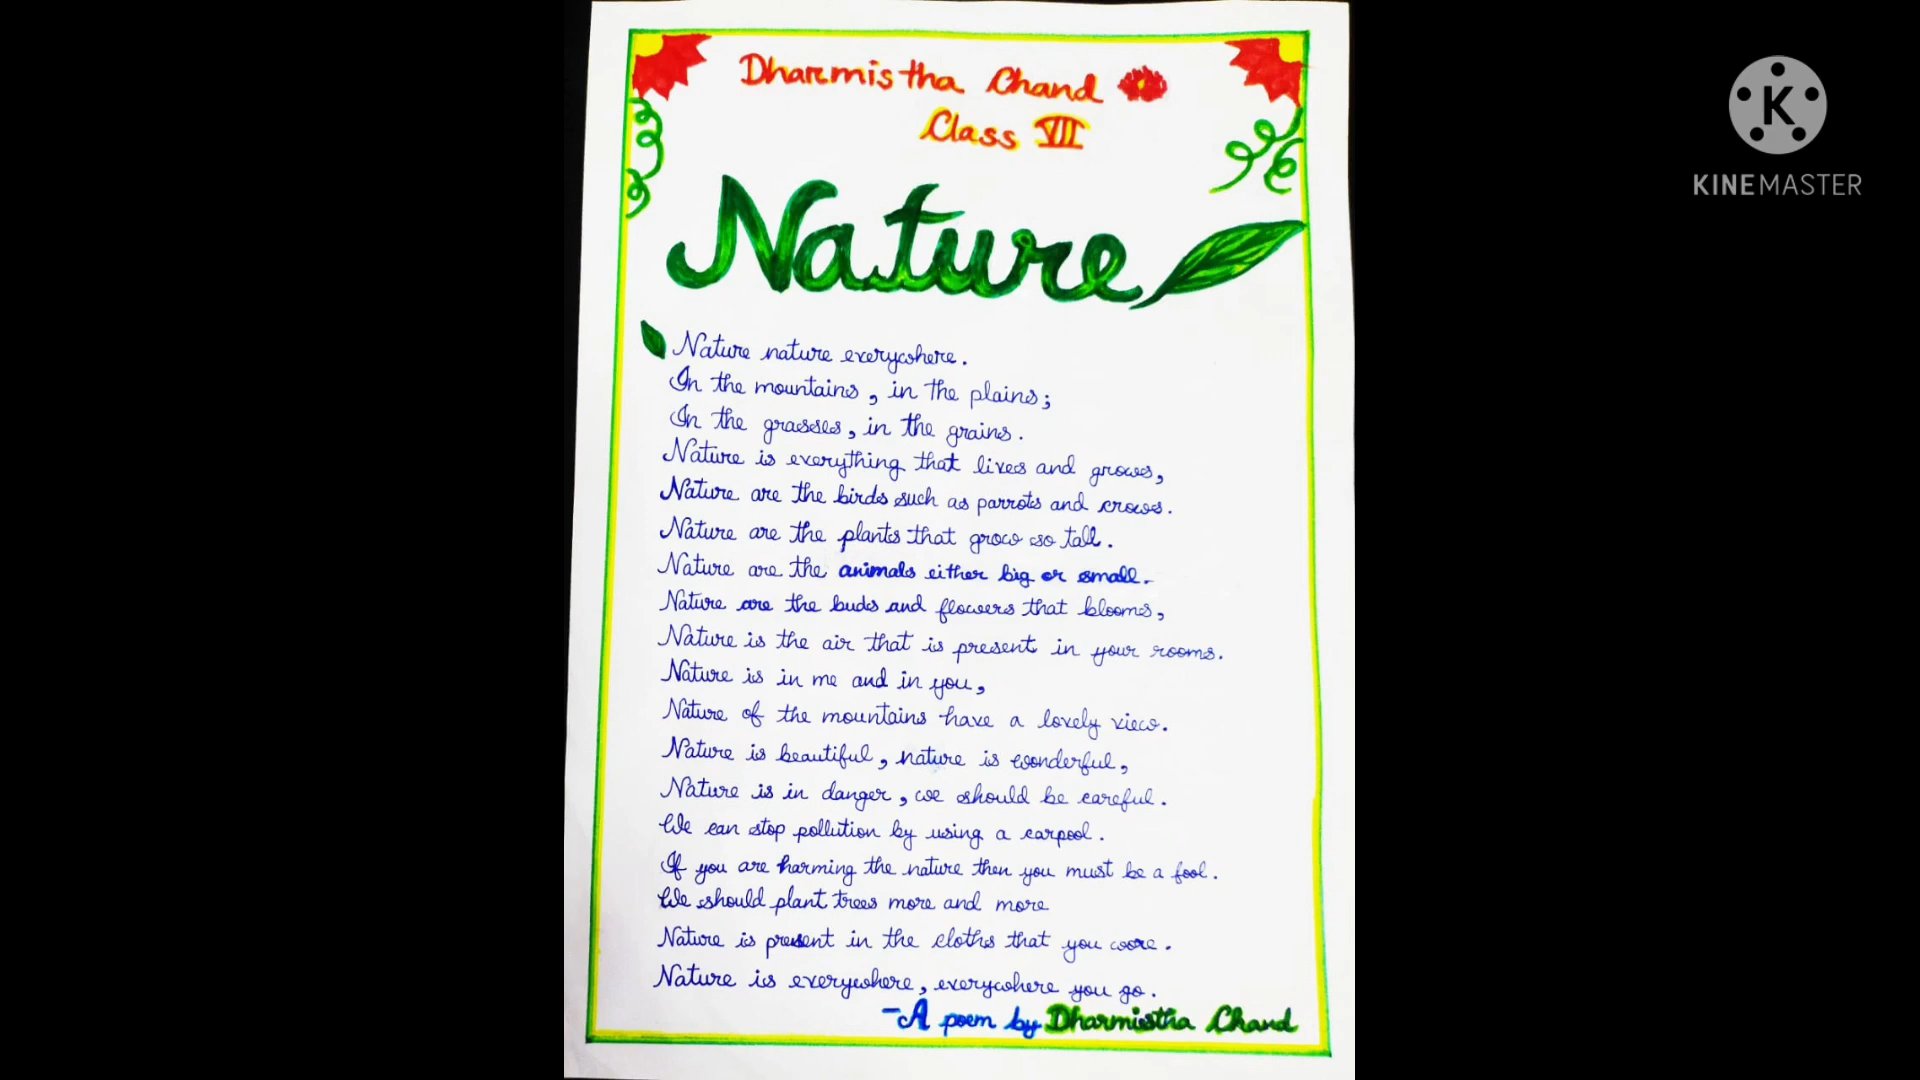 Dharmistha Chand
Class VII
Nature
Nature nature everywhere.
In the mountains, in the plains;
In the grasses, in the grains.
Nature is everything that lives and grows,
Nature are the birds such as parrots and crows.
Nature are the plants that grow so tall.
Nature are the animals either big or small.
Nature are the buds and flowers that blooms,
Nature is the air that is present in your rooms.
Nature is in me and in you,
Nature of the mountains have a lovely view.
Nature is beautiful, nature is wonderful,
Nature is in danger, we should be careful.
We can stop pollution by using a carpool.
If you are harming the nature then you must be a fool.
We should plant trees more and more
Nature is present in the cloths that you wore.
Nature is everywhere, everywhere you go.
-A poem by Dharmistha Chand
K
KINEMASTER